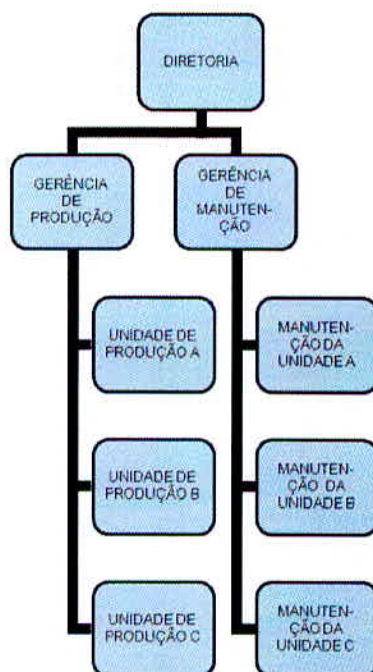 DIRETORIA
GERÊNCIA
DE
PRODUÇÃO
GERÊNCIA
DE
MANUTEN-
ÇÃO
UNIDADE DE
PRODUÇÃO A
MANUTEN-
ÇÃO DA
UNIDADE A
UNIDADE DE
PRODUÇÃO B
MANUTEN-
ÇÃO DA
UNIDADE B
UNIDADE DE
PRODUÇÃO C
MANUTEN-
ÇÃO DA
UNIDADE C